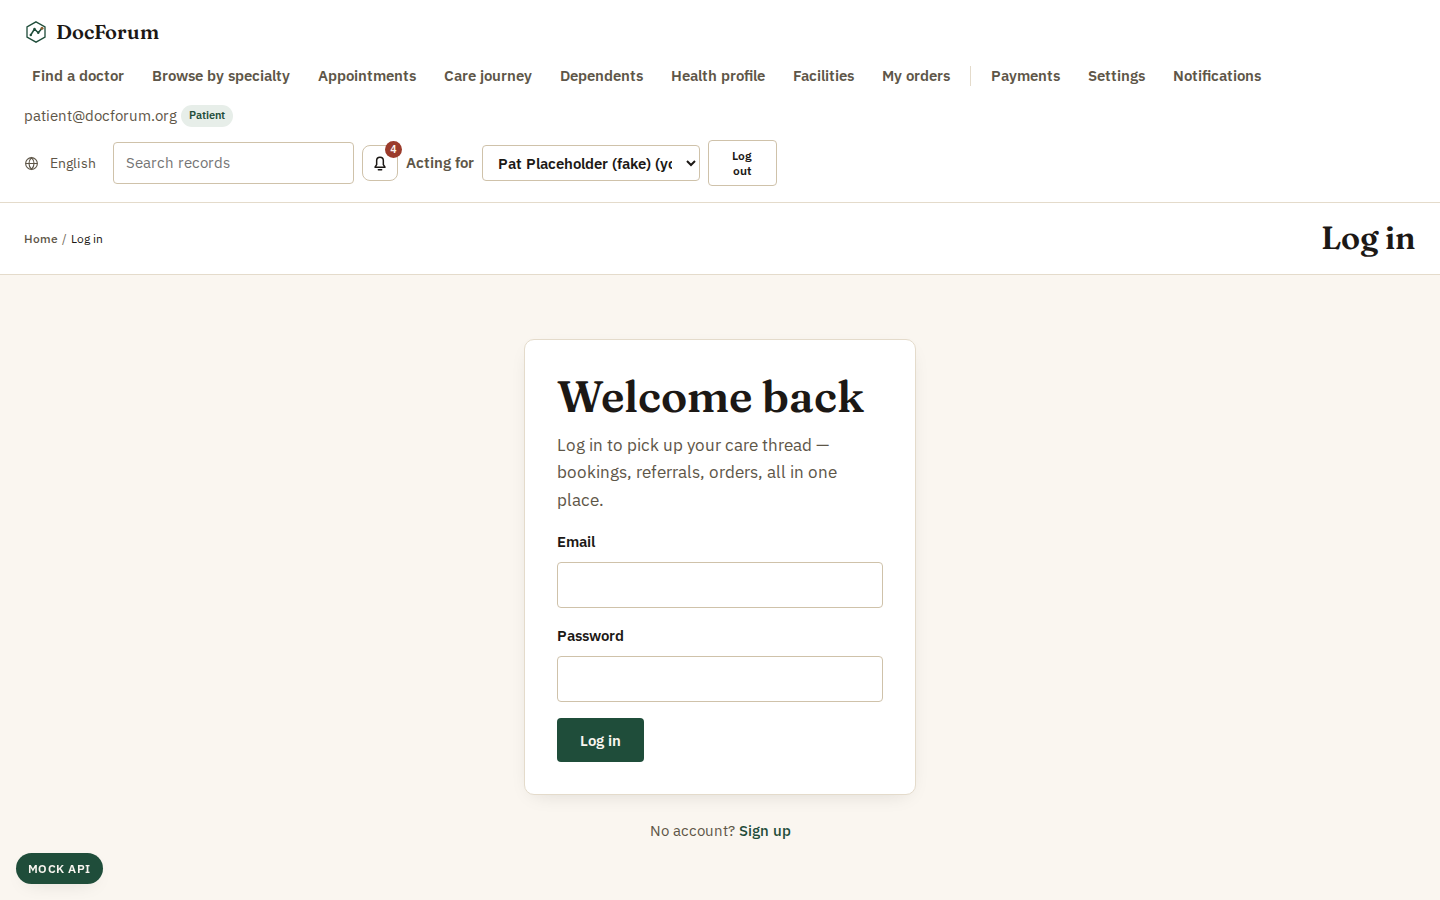 DocForum
Find a doctor Browse by specialty Appointments Care journey Dependents Health profile Facilities My orders Payments Settings Notifications
patient@docforum.org Patient
English Search records 4 Acting for Pat Placeholder (fake) (yo Log out
Home / Log in
Log in
Welcome back
Log in to pick up your care thread —
bookings, referrals, orders, all in one
place.
Email
Password
Log in
No account? Sign up
MOCK API